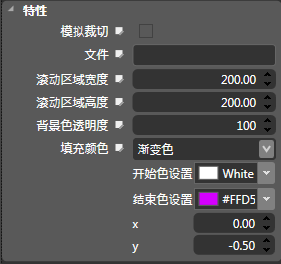 特性
模拟裁切
文件
滚动区域宽度 200.00
滚动区域高度 200.00
背景色透明度 100
填充颜色 渐变色
开始色设置 White
结束色设置 #FFD5
x 0.00
y -0.50